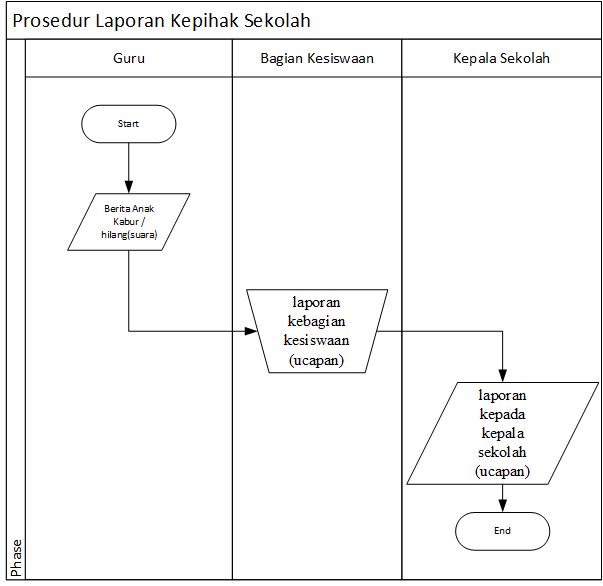 Prosedur Laporan Kepihak Sekolah
Guru
Bagian Kesiswaan
Kepala Sekolah
Start
Berita Anak
Kabur /
hilang(suara)
laporan
kebagian
kesiswaan
(ucapan)
laporan
kepada
kepala
sekolah
(ucapan)
End
Phase